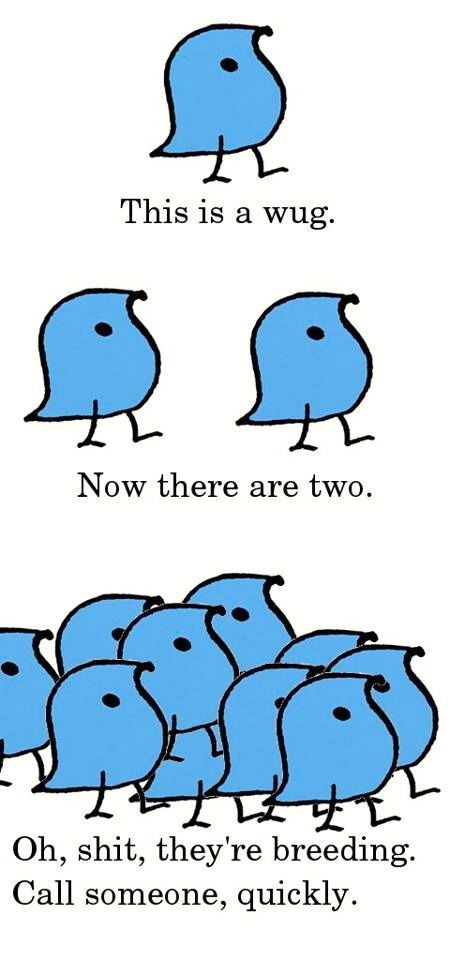 This is a wug.
Now there are two.
Oh, shit, they're breeding.
Call someone, quickly.